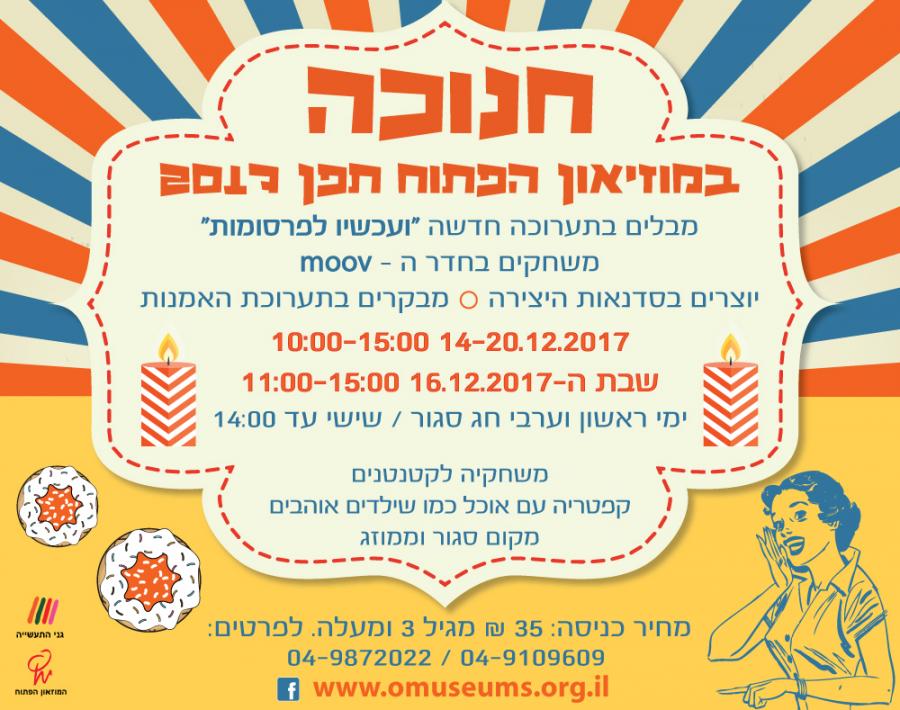 חנוכה
במוזיאון הפתוח תפן 2017
מבלים בתערוכה חדשה "ועכשיו לפרסומות"
משחקים בחדר ה - moov
יוצרים בסדנאות היצירה ○ מבקרים בתערוכת האמנות
14-20.12.2017 10:00-15:00
שבת ה-16.12.2017 11:00-15:00
ימי ראשון וערבי חג סגור / שישי עד 14:00
משחקיה לקטנטנים
קפטריה עם אוכל כמו שילדים אוהבים
מקום סגור וממוזג
מחיר כניסה: 35 ₪ מגיל 3 ומעלה. לפרטים:
04-9872022 / 04-9109609
f www.omuseums.org.il
גני התעשייה
המוזאון הפתוח